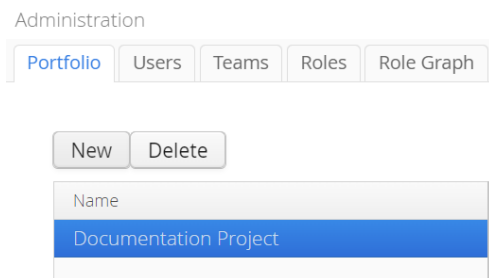 Administration
Portfolio Users Teams Roles Role Graph
New Delete
Name
Documentation Project